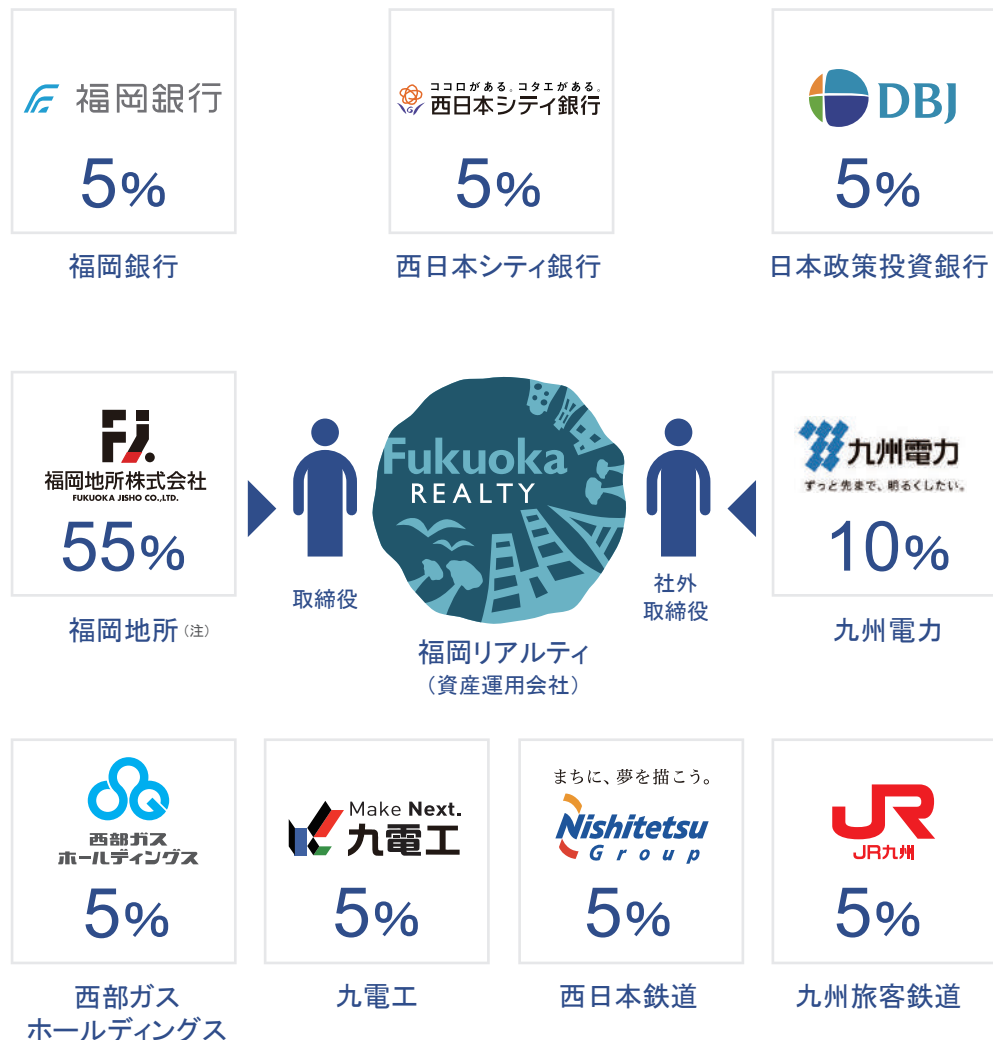 福岡銀行
5%
福岡銀行
ココロがある。コタエがある。
西日本シティ銀行
5%
西日本シティ銀行
DBJ
5%
日本政策投資銀行
FJ.
福岡地所株式会社
FUKUOKA JISHO CO.,LTD.
55%
福岡地所(注)
取締役
Fukuoka
REALTY
福岡リアルティ
(資産運用会社)
社外
取締役
九州電力
ずっと先まで、明るくしたい。
10%
九州電力
西部ガス
ホールディングス
5%
西部ガス
ホールディングス
Make Next.
九電工
5%
九電工
まちに、夢を描こう。
Nishitetsu
Group
5%
西日本鉄道
JR
JR九州
5%
九州旅客鉄道